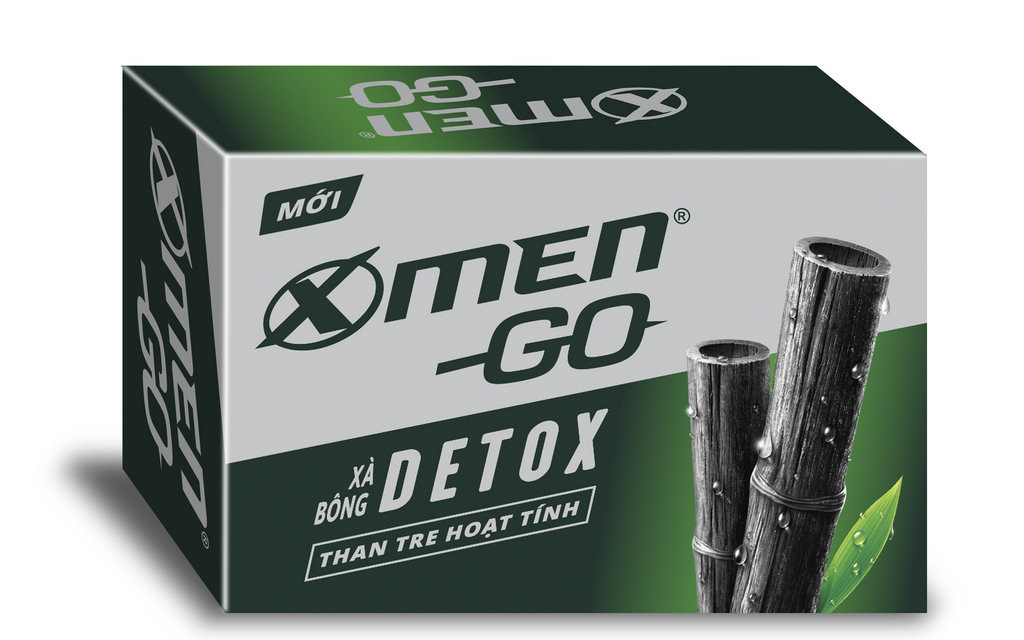 XMEN
GO
®
MỚI
XMEN®
GO
XÀ
BÔNG DETOX
THAN TRE HOẠT TÍNH
XMEN®
GO